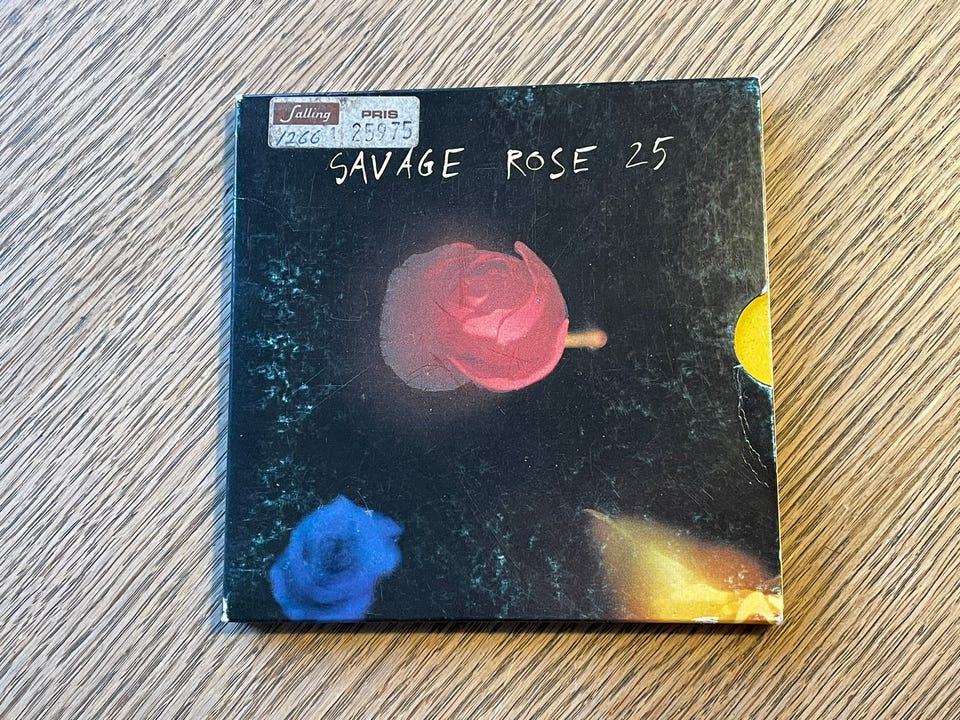 Salling PRIS
1266 1 25975
SAVAGE ROSE 25